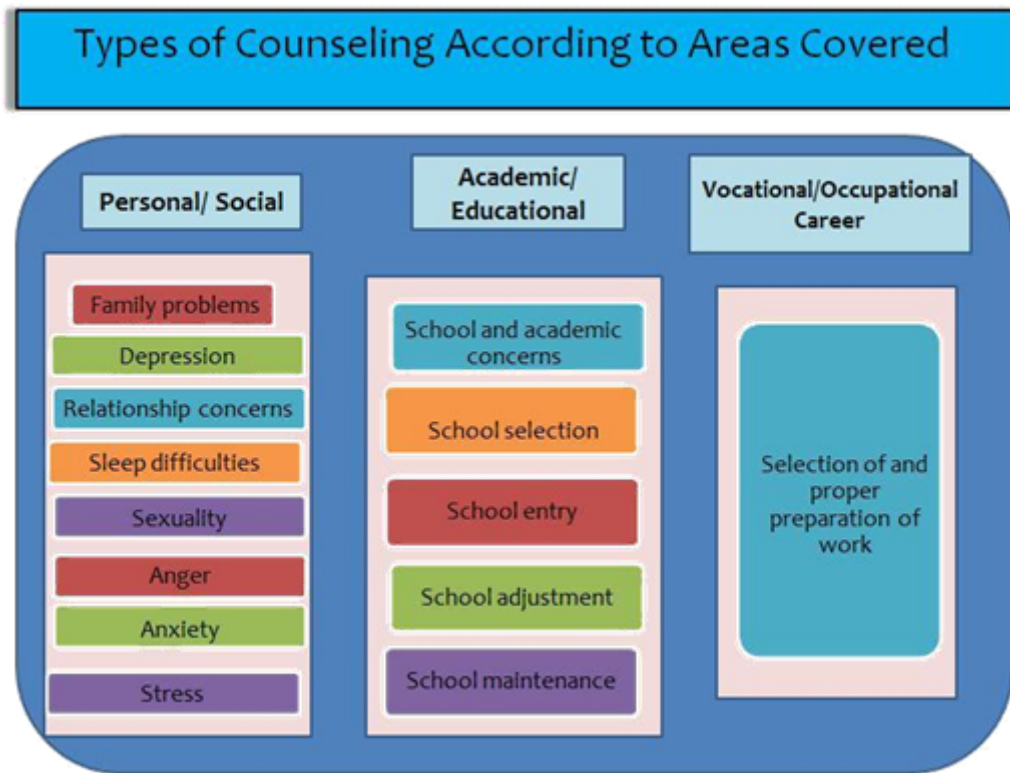 Types of Counseling According to Areas Covered
Personal/ Social
Family problems
Depression
Relationship concerns
Sleep difficulties
Sexuality
Anger
Anxiety
Stress
Academic/
Educational
School and academic
concerns
School selection
School entry
School adjustment
School maintenance
Vocational/Occupational
Career
Selection of and
proper
preparation of
work